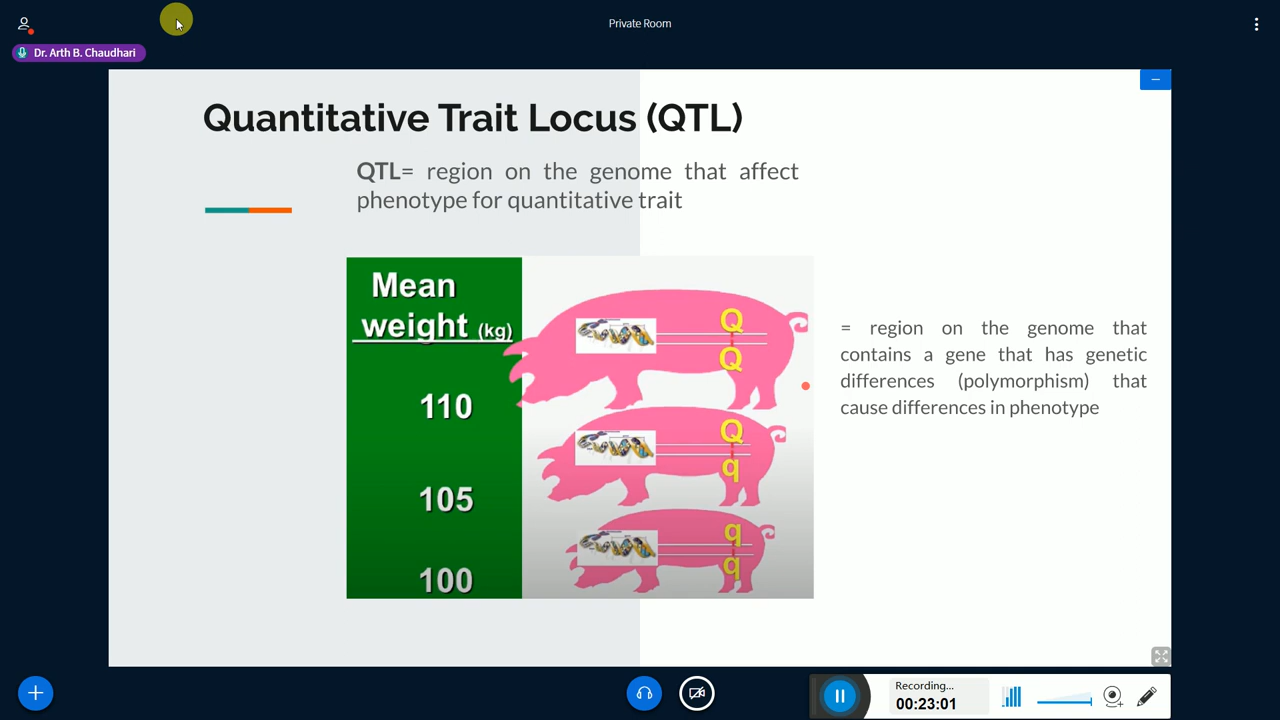 Private Room
Dr. Arth B. Chaudhari
Quantitative Trait Locus (QTL)
QTL= region on the genome that affect
phenotype for quantitative trait
Mean
weight (kg)
110
105
100
Q
Q
Q
q
q
q
= region on the genome that
contains a gene that has genetic
differences (polymorphism) that
cause differences in phenotype
Recording...
00:23:01